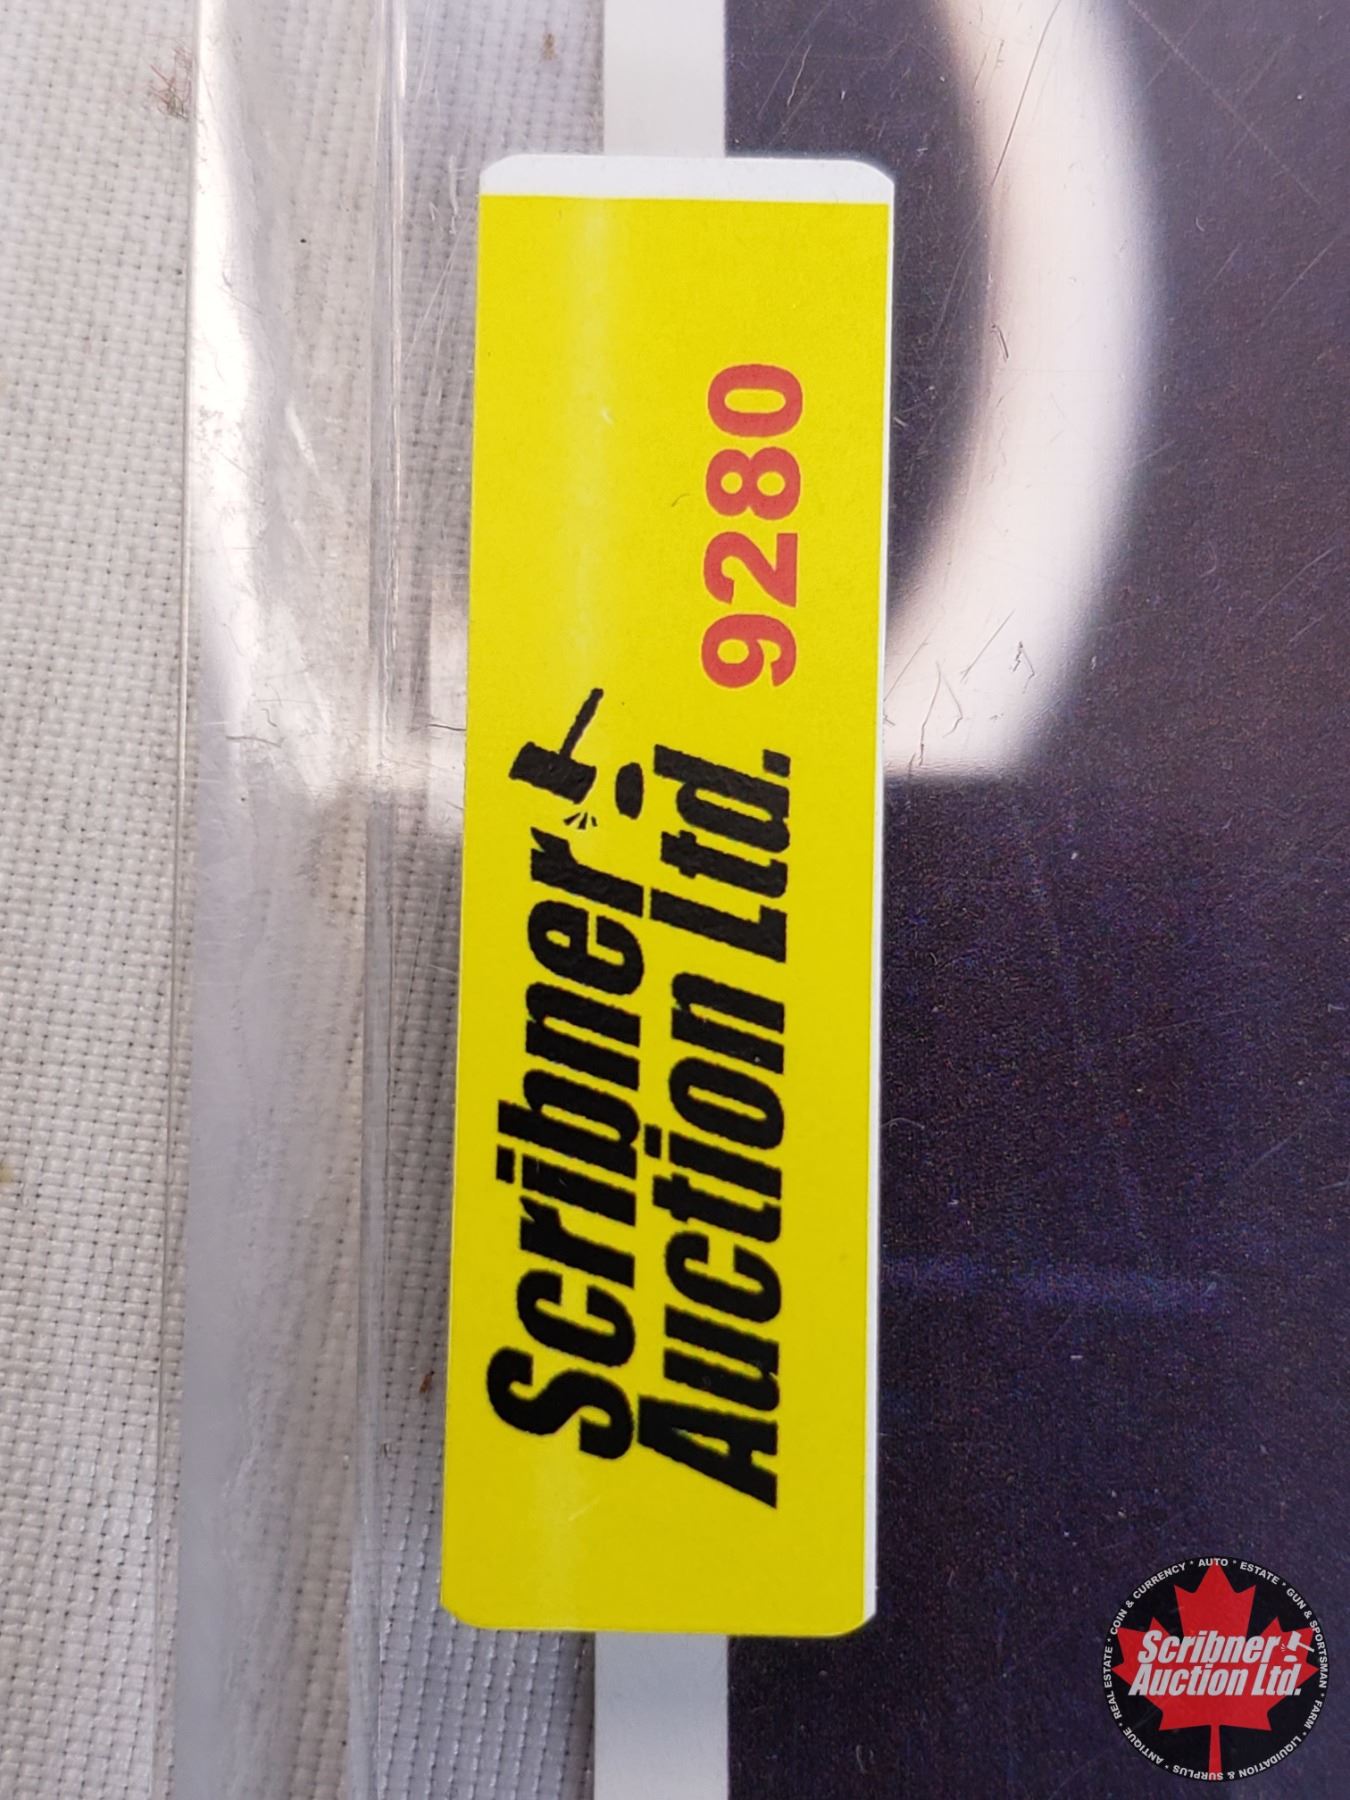 Scribner
Auction Ltd. 9280
Scribner
Auction Ltd.
REAL ESTATE * COIN & CURRENCY * AUTO * ESTATE * GUN & SPORTSMAN * FARM * LIQUIDATION & SURPLUS * ANTIQUE *